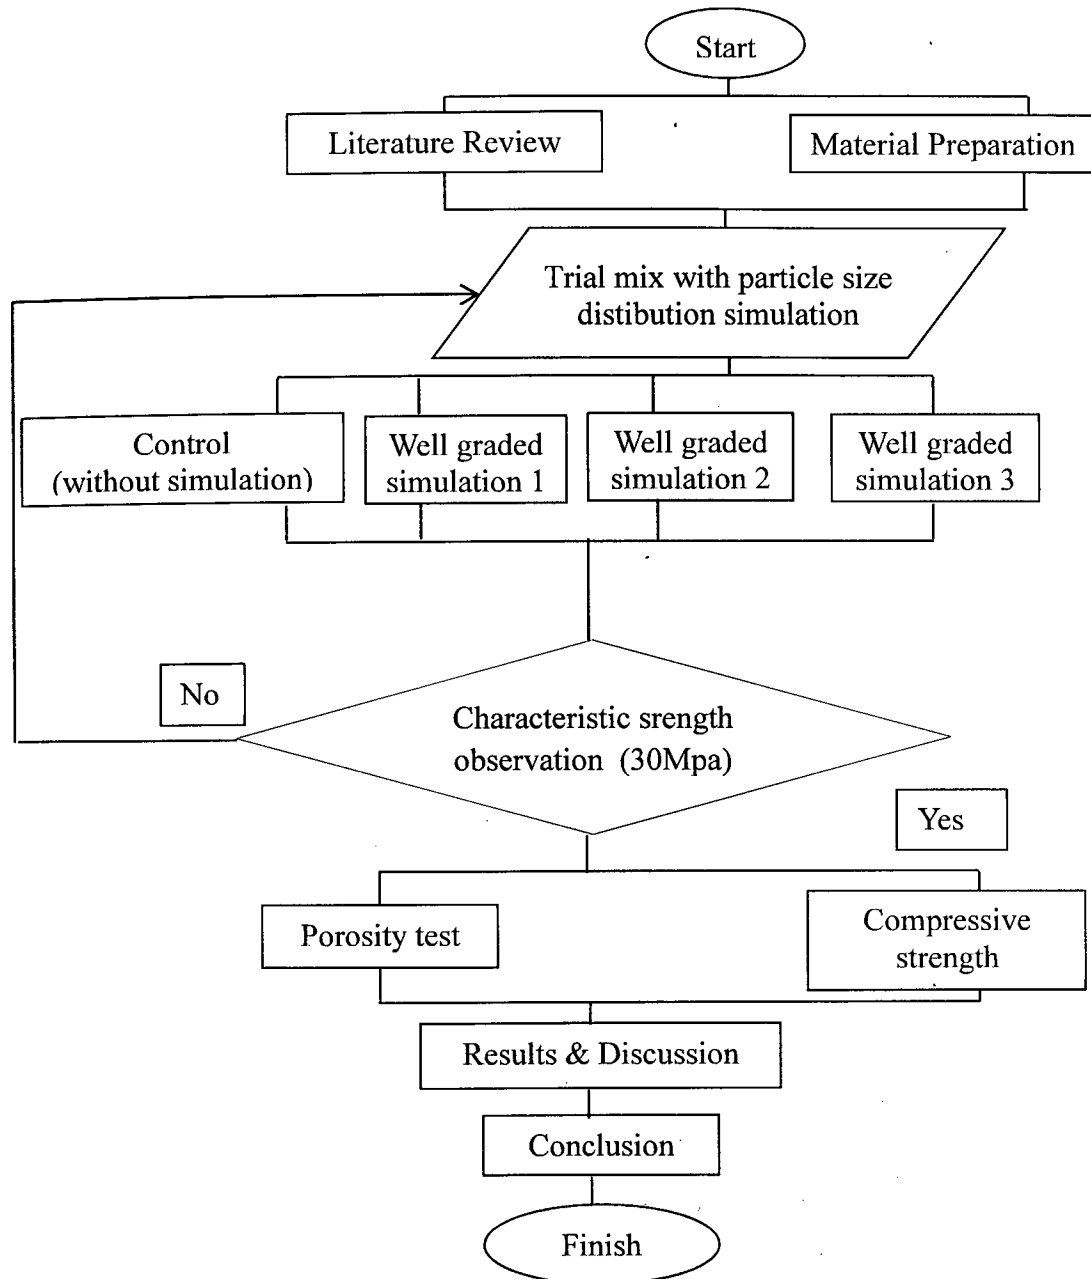 Start
Literature Review
Material Preparation
Trial mix with particle size
distibution simulation
Control
(without simulation)
Well graded
simulation 1
Well graded
simulation 2
Well graded
simulation 3
No
Characteristic srength
observation (30Mpa)
Yes
Porosity test
Compressive
strength
Results & Discussion
Conclusion
Finish